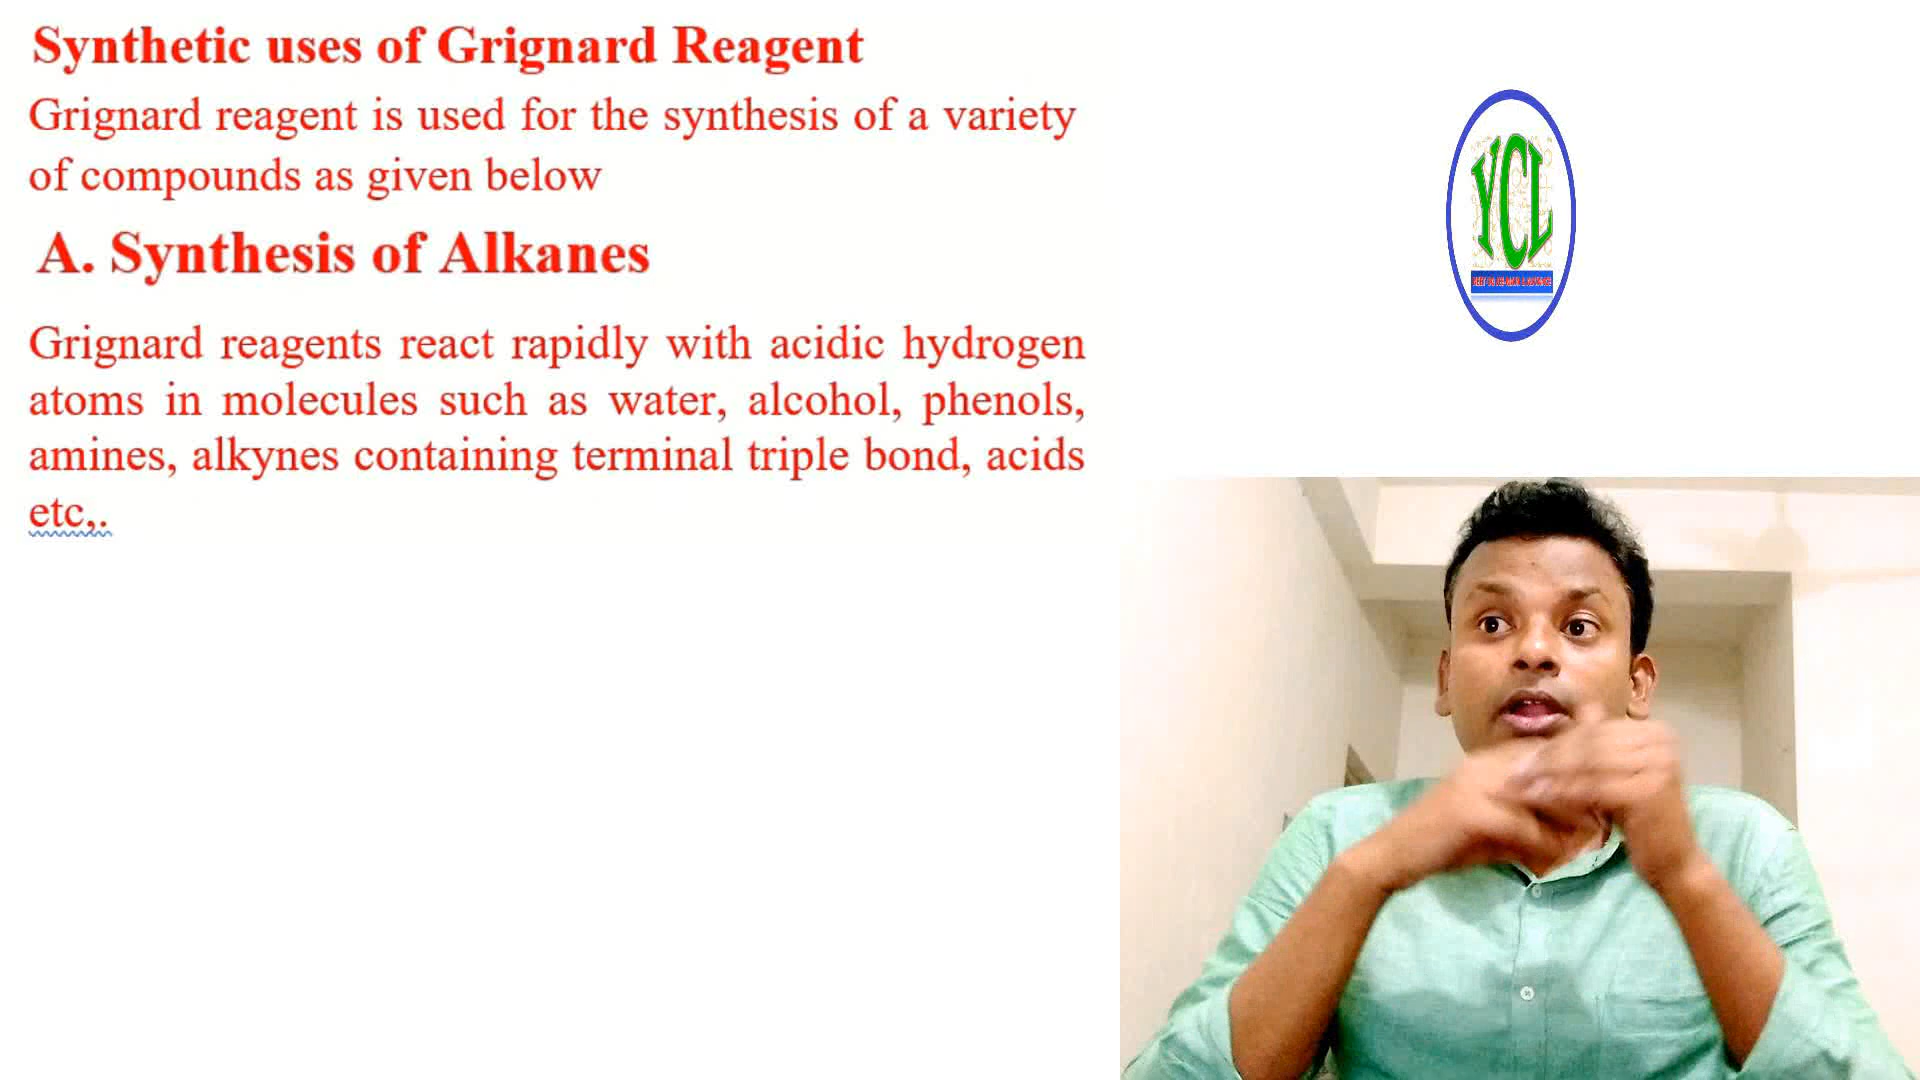 Synthetic uses of Grignard Reagent
Grignard reagent is used for the synthesis of a variety
of compounds as given below
A. Synthesis of Alkanes
Grignard reagents react rapidly with acidic hydrogen
atoms in molecules such as water, alcohol, phenols,
amines, alkynes containing terminal triple bond, acids
etc,.
YCL